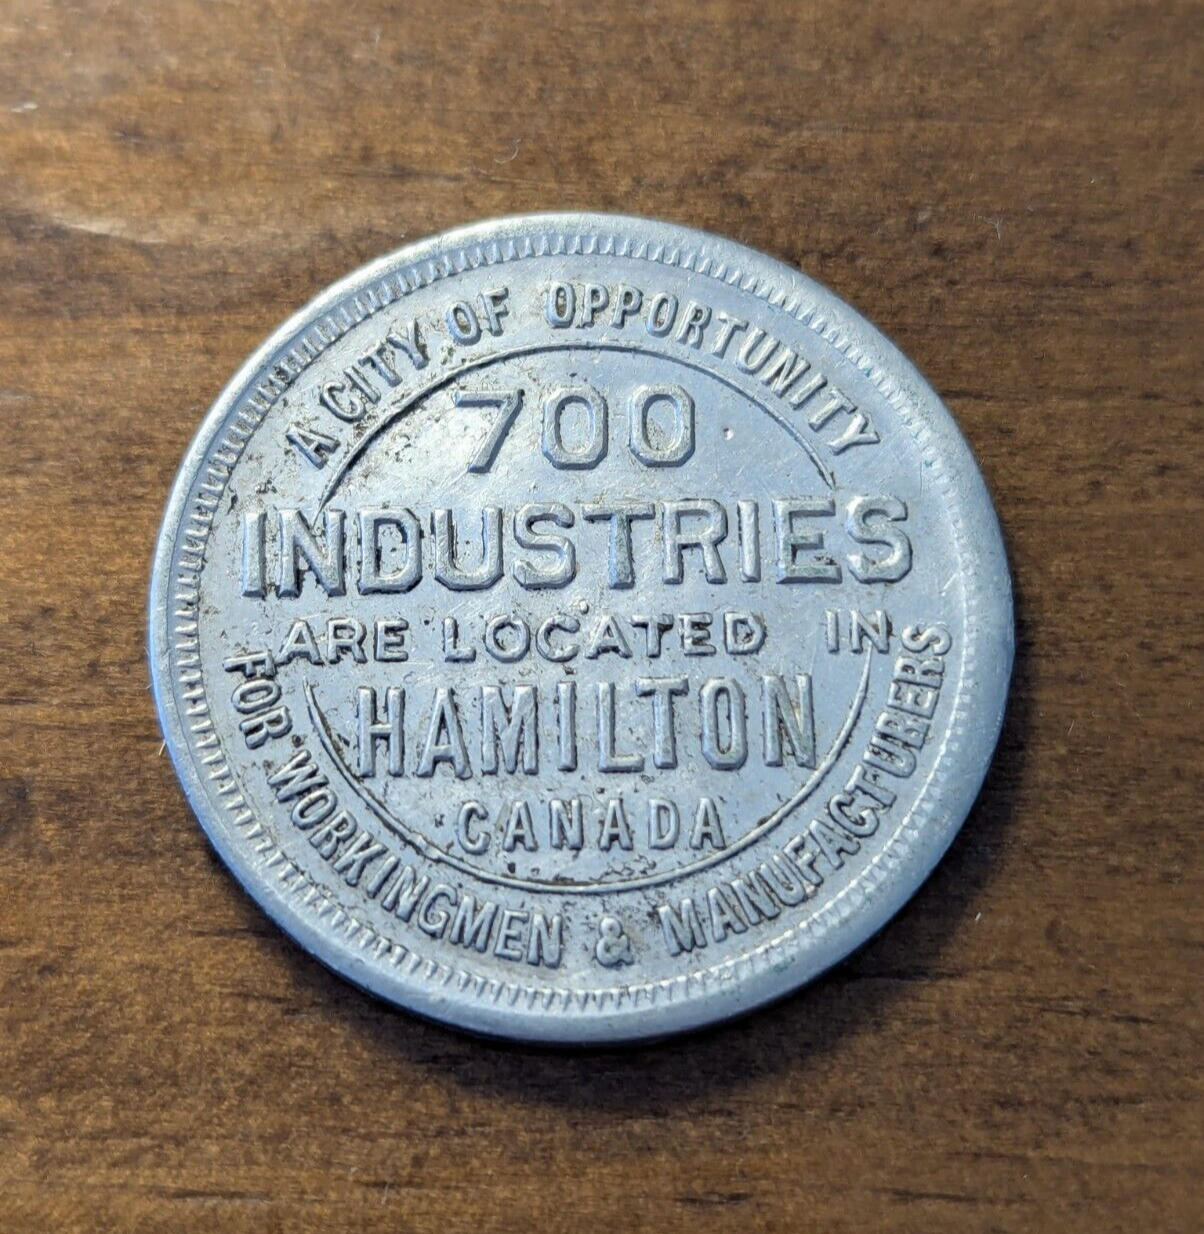 A CITY OF OPPORTUNITY
700
INDUSTRIES
ARE LOCATED IN
HAMILTON
CANADA
FOR WORKINGMEN & MANUFACTURERS